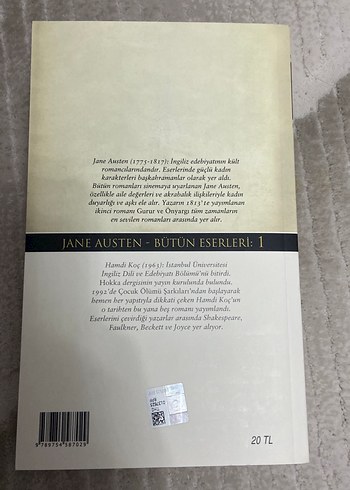 Jane Austen (1775-1817): İngiliz edebiyatının kült
romancılarındandır. Eserlerinde güçlü kadın
karakterleri başkahramanlar olarak yer aldı.
Bütün romanları sinemaya uyarlanan Jane Austen,
özellikle aile değerleri ve akrabalık ilişkileriyle kadın
duyarlığı ve aşkı ele alır. Yazarın 1813'te yayımlanan
ikinci romanı Gurur ve Önyargı tüm zamanların
en sevilen romanları arasında yer alır.
JANE AUSTEN - BÜTÜN ESERLERİ: 1
Hamdi Koç (1963): İstanbul Üniversitesi
İngiliz Dili ve Edebiyatı Bölümü'nü bitirdi.
Hokka dergisinin yayın kurulunda bulundu.
1992'de Çocuk Ölümü Şarkıları'ndan başlayarak
hemen her yapıtıyla dikkati çeken Hamdi Koç'un
o tarihten bu yana beş romanı yayımlandı.
Eserlerini çevirdiği yazarlar arasında Shakespeare,
Faulkner, Beckett ve Joyce yer alıyor.
20 TL